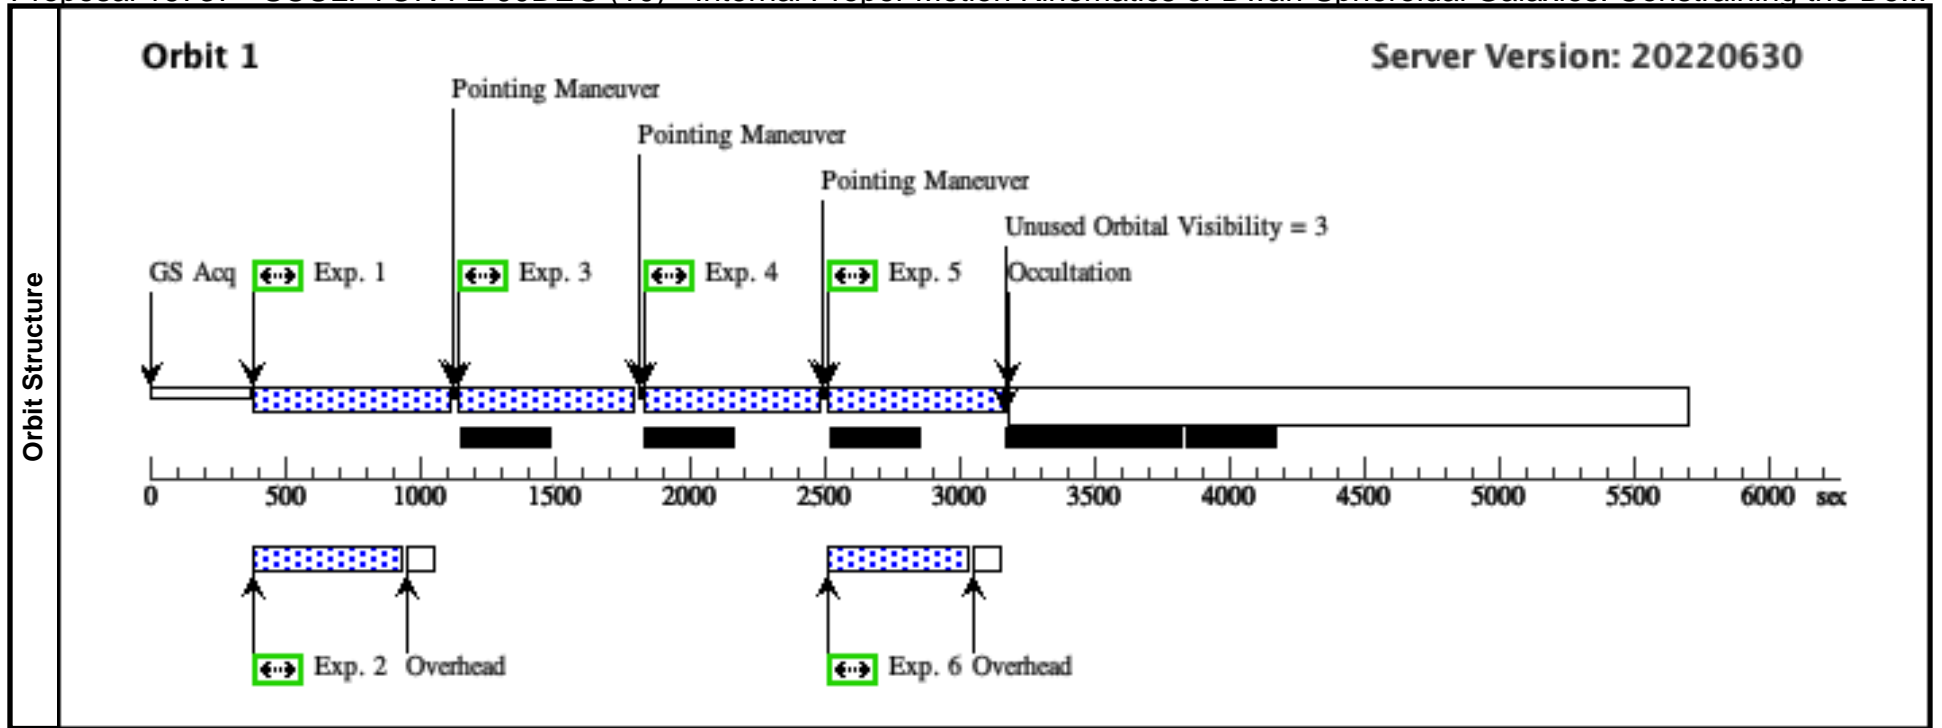 Orbit 1
Server Version: 20220630
Pointing Maneuver
Pointing Maneuver
Pointing Maneuver
Unused Orbital Visibility = 3
GS Acq
Exp. 1
Exp. 3
Exp. 4
Exp. 5
Occultation
Orbit Structure
0 500 1000 1500 2000 2500 3000 3500 4000 4500 5000 5500 6000 sec
Exp. 2
Overhead
Exp. 6
Overhead